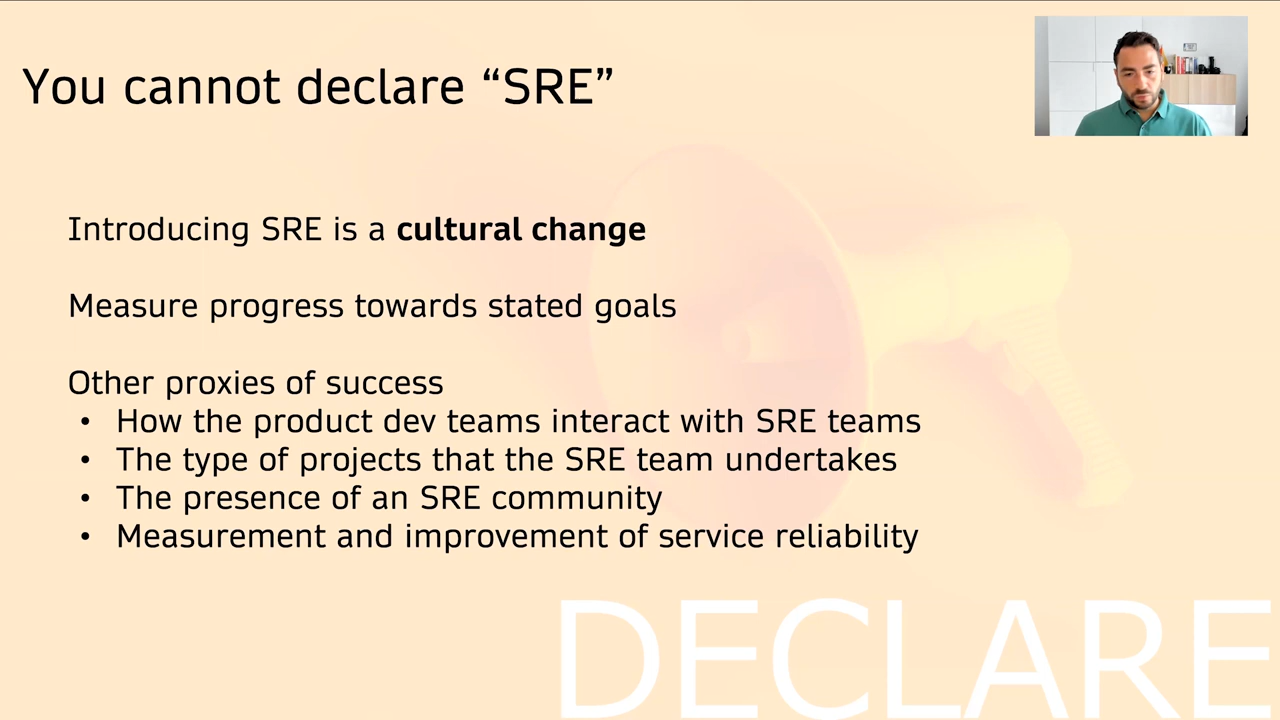 You cannot declare “SRE”
Introducing SRE is a cultural change
Measure progress towards stated goals
Other proxies of success
• How the product dev teams interact with SRE teams
• The type of projects that the SRE team undertakes
• The presence of an SRE community
• Measurement and improvement of service reliability
DECLARE